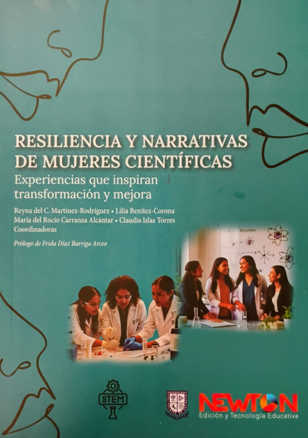 RESILIENCIA Y NARRATIVAS
DE MUJERES CIENTÍFICAS
Experiencias que inspiran
transformación y mejora
Reyna del C. Martínez-Rodríguez • Lilia Benítez-Corona
María del Rocío Carranza Alcántar • Claudia Islas Torres
Coordinadoras
Prólogo de Frida Díaz Barriga Arceo
STEM
NEWTON
Edición y Tecnología Educativa